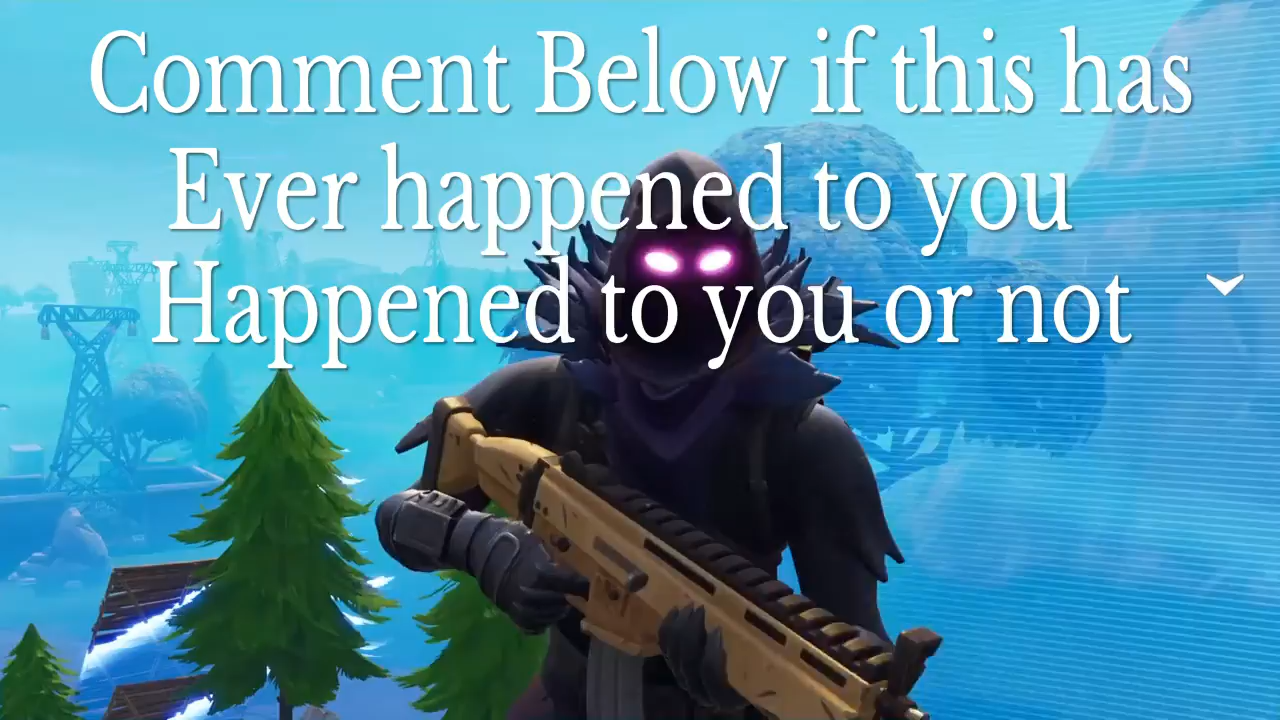 Comment Below if this has
Ever happened to you
Happened to you or not